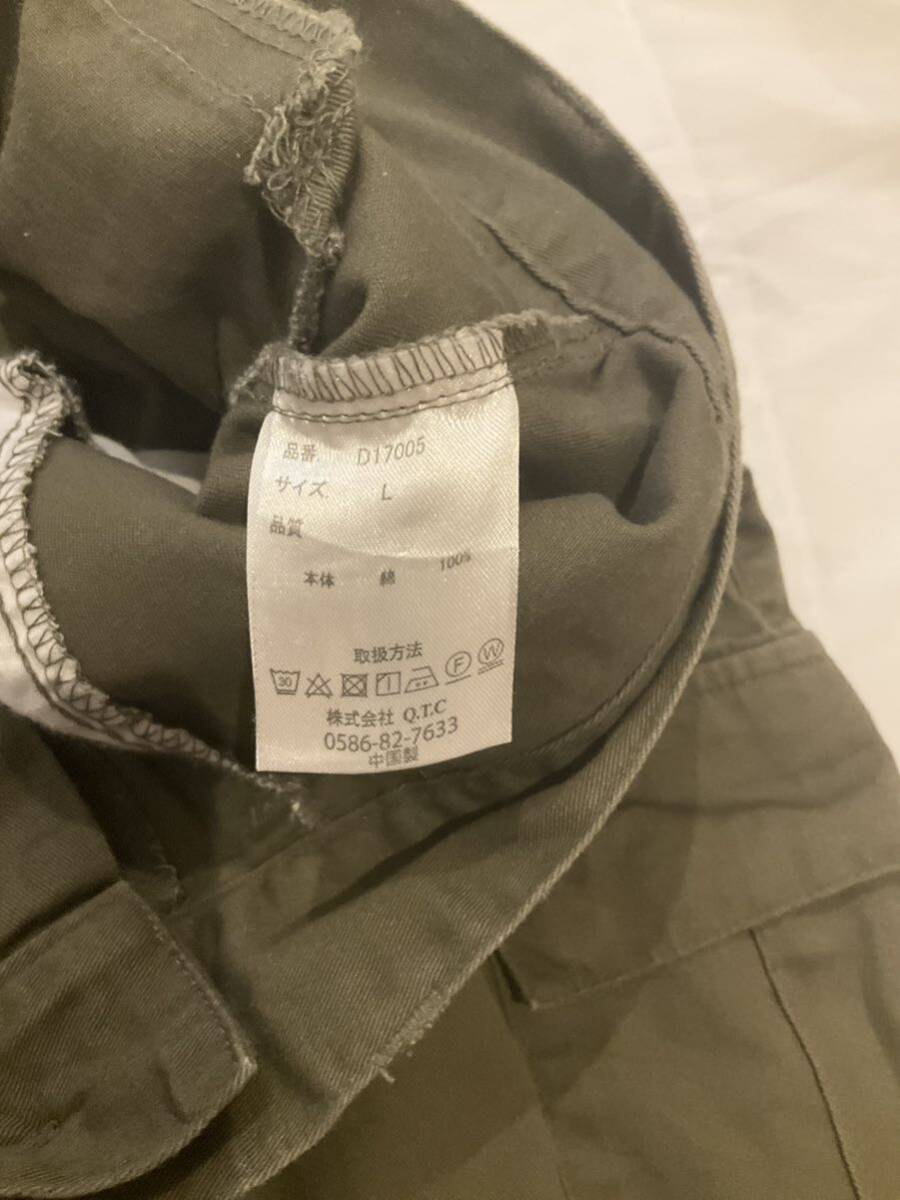 品番 D17005
サイズ L
品質
本体 綿 100%
取扱方法
30 F W
株式会社 Q.T.C
0586-82-7633
中国製